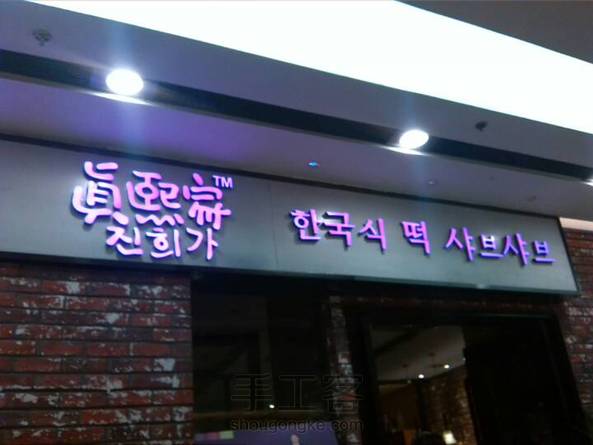 真熙家™
진희가
한국식 떡 샤브샤브
手工客
shougongke.com